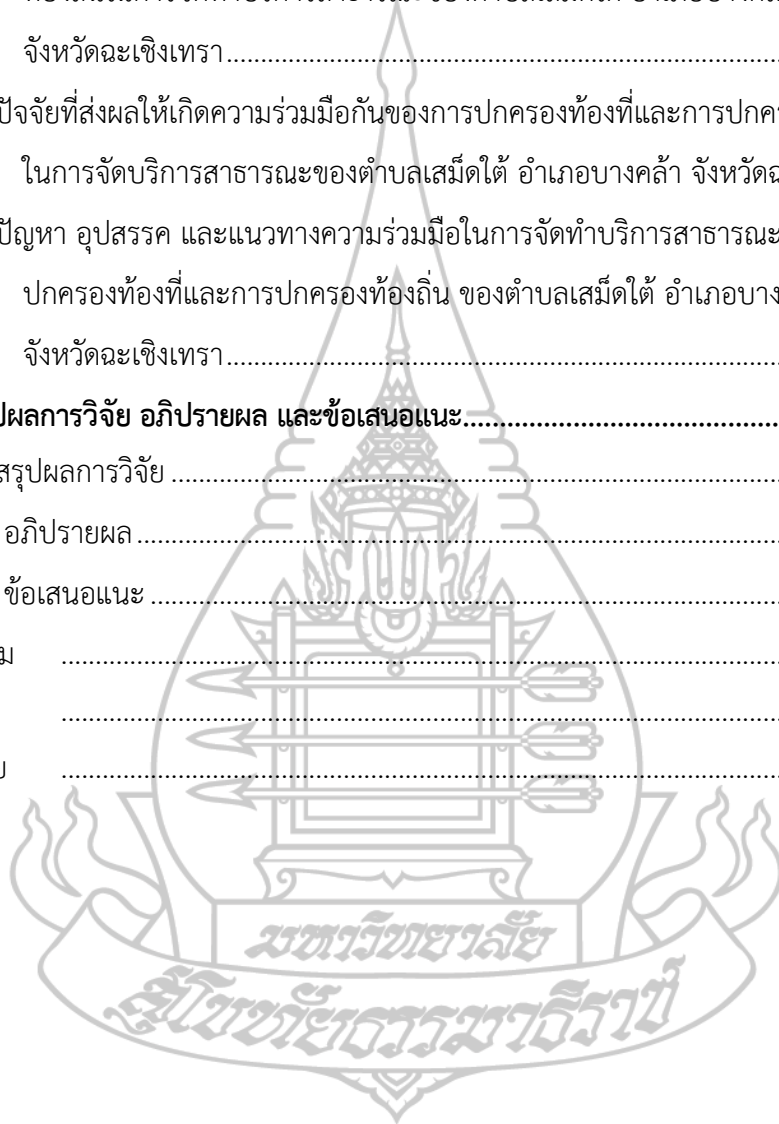 จังหวัดฉะเชิงเทรา........................................................................
ปัจจัยที่ส่งผลให้เกิดความร่วมมือกันของการปกครองท้องที่และการปกคร
ในการจัดบริการสาธารณะของตำบลเสม็ดใต้ อำเภอบางคล้า จังหวัดฉ
ปัญหา อุปสรรค และแนวทางความร่วมมือในการจัดทำบริการสาธารณะ
ปกครองท้องที่และการปกครองท้องถิ่น ของตำบลเสม็ดใต้ อำเภอบาง
จังหวัดฉะเชิงเทรา........................................................................
ปผลการวิจัย อภิปรายผล และข้อเสนอแนะ........................................
สรุปผลการวิจัย ........................................................................
อภิปรายผล ........................................................................
ข้อเสนอแนะ ........................................................................
ม ........................................................................
........................................................................
ย ........................................................................
มหาวิทยาลัย
สุโขทัยธรรมาธิราช